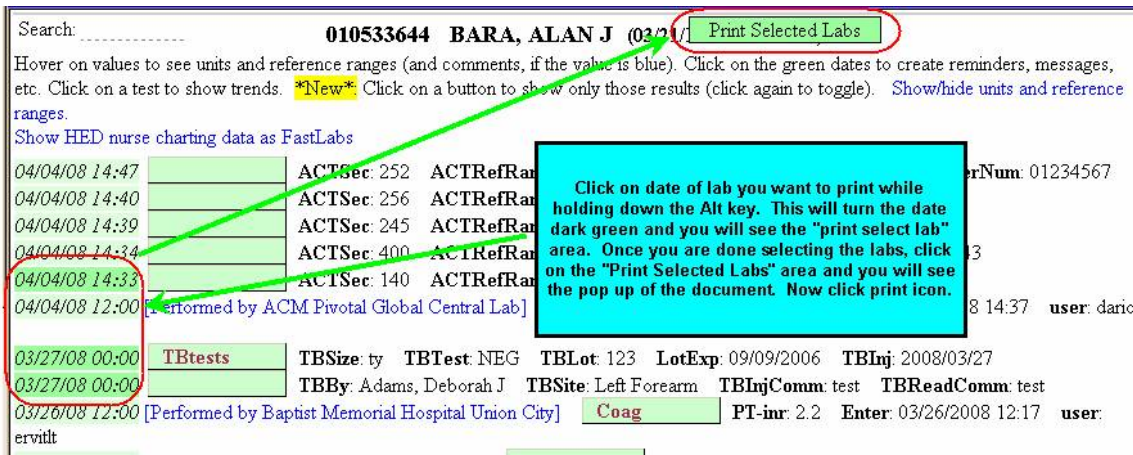 Search:
010533644 BARA, ALAN J (03/21/
Print Selected Labs
Hover on values to see units and reference ranges (and comments, if the value is blue). Click on the green dates to create reminders, messages,
etc. Click on a test to show trends. *New*: Click on a button to show only those results (click again to toggle). Show/hide units and reference
ranges.
Show HED nurse charting data as FastLabs
04/04/08 14:47 ACTSec: 252 ACTRefRan erNum: 01234567
04/04/08 14:40 ACTSec: 256 ACTRefRan
04/04/08 14:39 ACTSec: 245 ACTRefRan
04/04/08 14:34 ACTSec: 400 ACTRefRan 43
04/04/08 14:33 ACTSec: 140 ACTRefRan
04/04/08 12:00 [Performed by ACM Pivotal Global Central Lab] 8 14:37 user: daric
Click on date of lab you want to print while
holding down the Alt key. This will turn the date
dark green and you will see the "print select lab"
area. Once you are done selecting the labs, click
on the "Print Selected Labs" area and you will see
the pop up of the document. Now click print icon.
03/27/08 00:00 TBtests TBSize: ty TBTest: NEG TBLot: 123 LotExp: 09/09/2006 TBInj: 2008/03/27
03/27/08 00:00 TBBy: Adams, Deborah J TBSite: Left Forearm TBInjComm: test TBReadComm: test
03/26/08 12:00 [Performed by Baptist Memorial Hospital Union City] Coag PT-inr: 2.2 Enter: 03/26/2008 12:17 user:
ervitlt